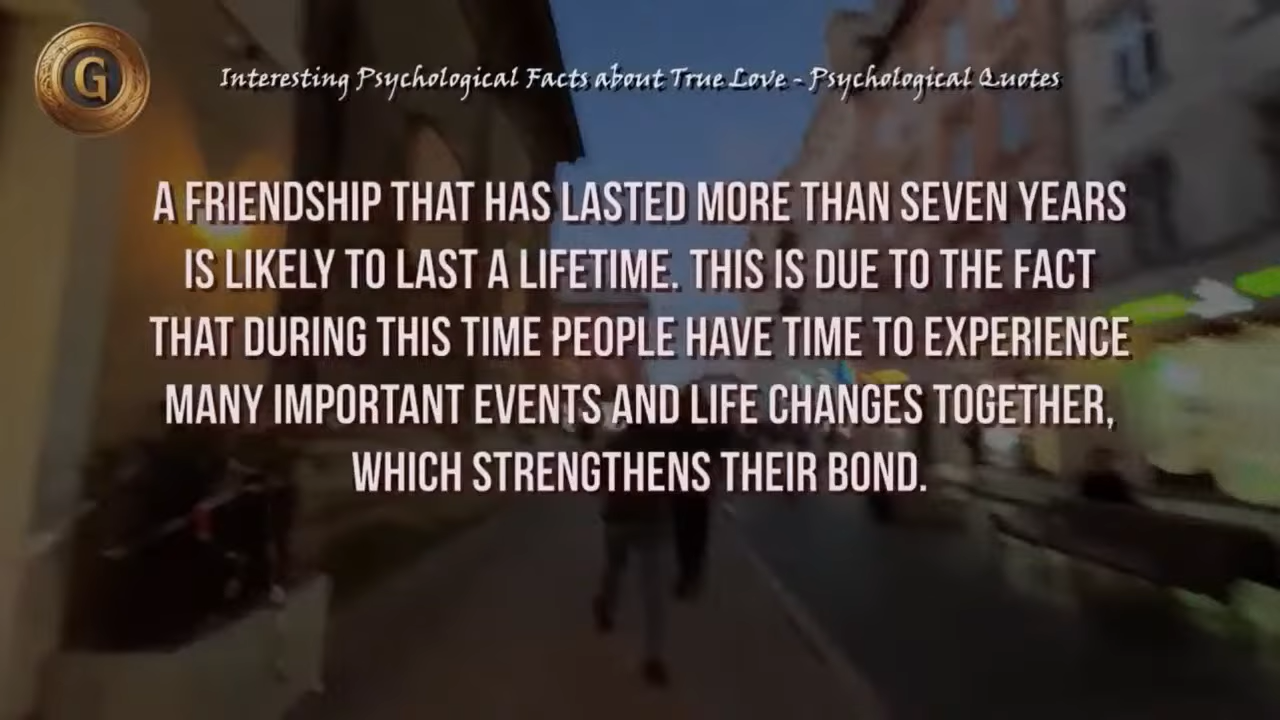 G
Interesting Psychological Facts about True Love - Psychological Quotes
A FRIENDSHIP THAT HAS LASTED MORE THAN SEVEN YEARS
IS LIKELY TO LAST A LIFETIME. THIS IS DUE TO THE FACT
THAT DURING THIS TIME PEOPLE HAVE TIME TO EXPERIENCE
MANY IMPORTANT EVENTS AND LIFE CHANGES TOGETHER,
WHICH STRENGTHENS THEIR BOND.